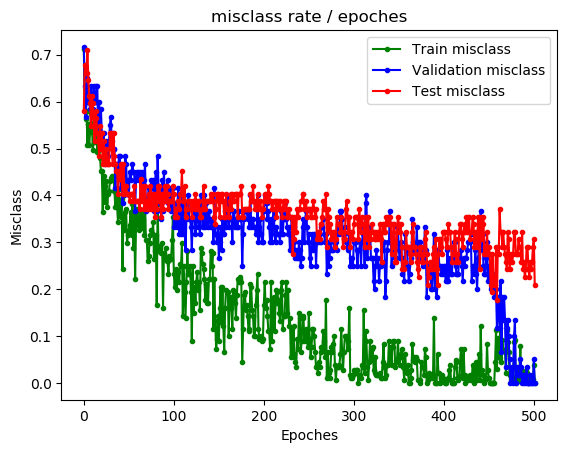 misclass rate / epoches
Train misclass
Validation misclass
Test misclass
Misclass
0.7
0.6
0.5
0.4
0.3
0.2
0.1
0.0
0 100 200 300 400 500
Epoches